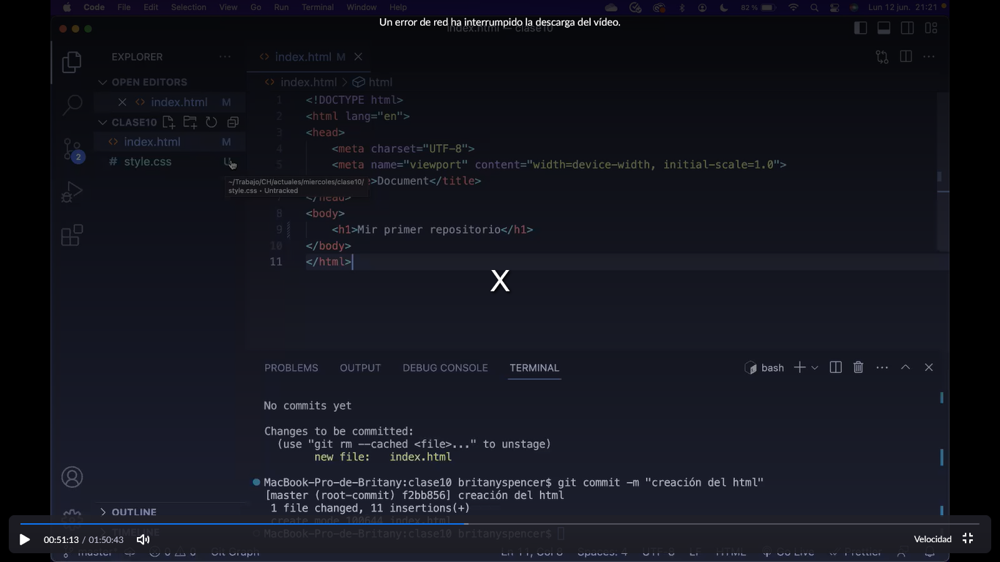 Code File Edit Selection View Go Run Terminal Window Help 82 % Lun 12 jun. 21:21
Un error de red ha interrumpido la descarga del vídeo.
index.html — clase10
EXPLORER
index.html M
OPEN EDITORS
index.html > html
index.html M
CLASE10
index.html M
style.css U
~/Trabajo/CH/actuales/miercoles/clase10/
style.css • Untracked
1 <!DOCTYPE html>
2 <html lang="en">
3 <head>
4 <meta charset="UTF-8">
5 <meta name="viewport" content="width=device-width, initial-scale=1.0">
e>Document</title>
7 </head>
8 <body>
9 <h1>Mir primer repositorio</h1>
10 </body>
11 </html>
X
PROBLEMS OUTPUT DEBUG CONSOLE TERMINAL bash
No commits yet
Changes to be committed:
(use "git rm --cached <file>..." to unstage)
new file: index.html
MacBook-Pro-de-Britany:clase10 britanyspencer$ git commit -m "creación del html"
[master (root-commit) f2bb856] creación del html
1 file changed, 11 insertions(+)
create mode 100644 index.html
MacBook-Pro-de-Britany:clase10 britanyspencer$
2
OUTLINE
TIMELINE
00:51:13 / 01:50:43
Velocidad
master* 0 0 Git Graph Ln 11, Col 8 Spaces: 4 UTF-8 LF HTML Go Live Prettier